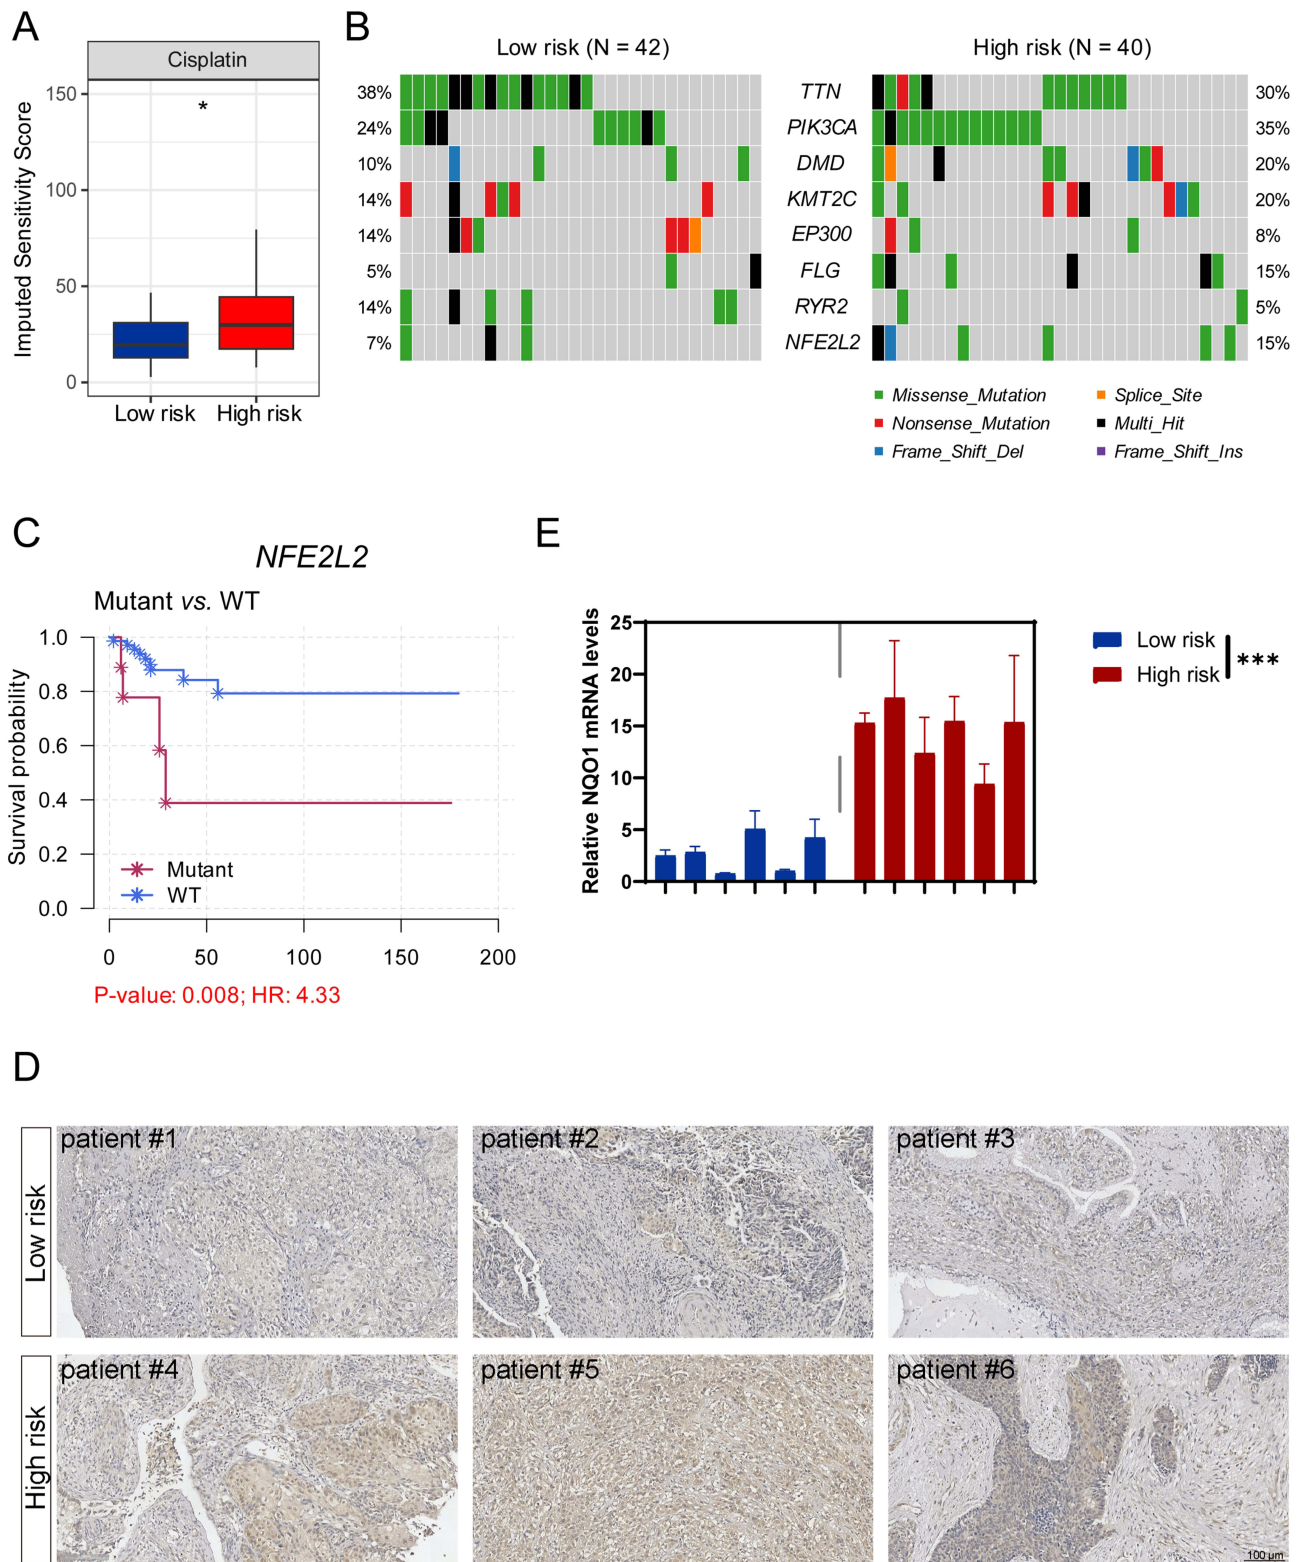 A
Cisplatin
Imputed Sensitivity Score
150
100
50
0
*
Low risk
High risk
B
Low risk (N = 42)
High risk (N = 40)
38% TTN 30%
24% PIK3CA 35%
10% DMD 20%
14% KMT2C 20%
14% EP300 8%
5% FLG 15%
14% RYR2 5%
7% NFE2L2 15%
Missense_Mutation
Nonsense_Mutation
Frame_Shift_Del
Splice_Site
Multi_Hit
Frame_Shift_Ins
C
NFE2L2
Mutant vs. WT
Survival probability
1.0
0.8
0.6
0.4
0.2
0.0
Mutant
WT
0 50 100 150 200
P-value: 0.008; HR: 4.33
E
Relative NQO1 mRNA levels
25
20
15
10
5
0
Low risk
High risk
***
D
Low risk
patient #1
patient #2
patient #3
High risk
patient #4
patient #5
patient #6
100 μm